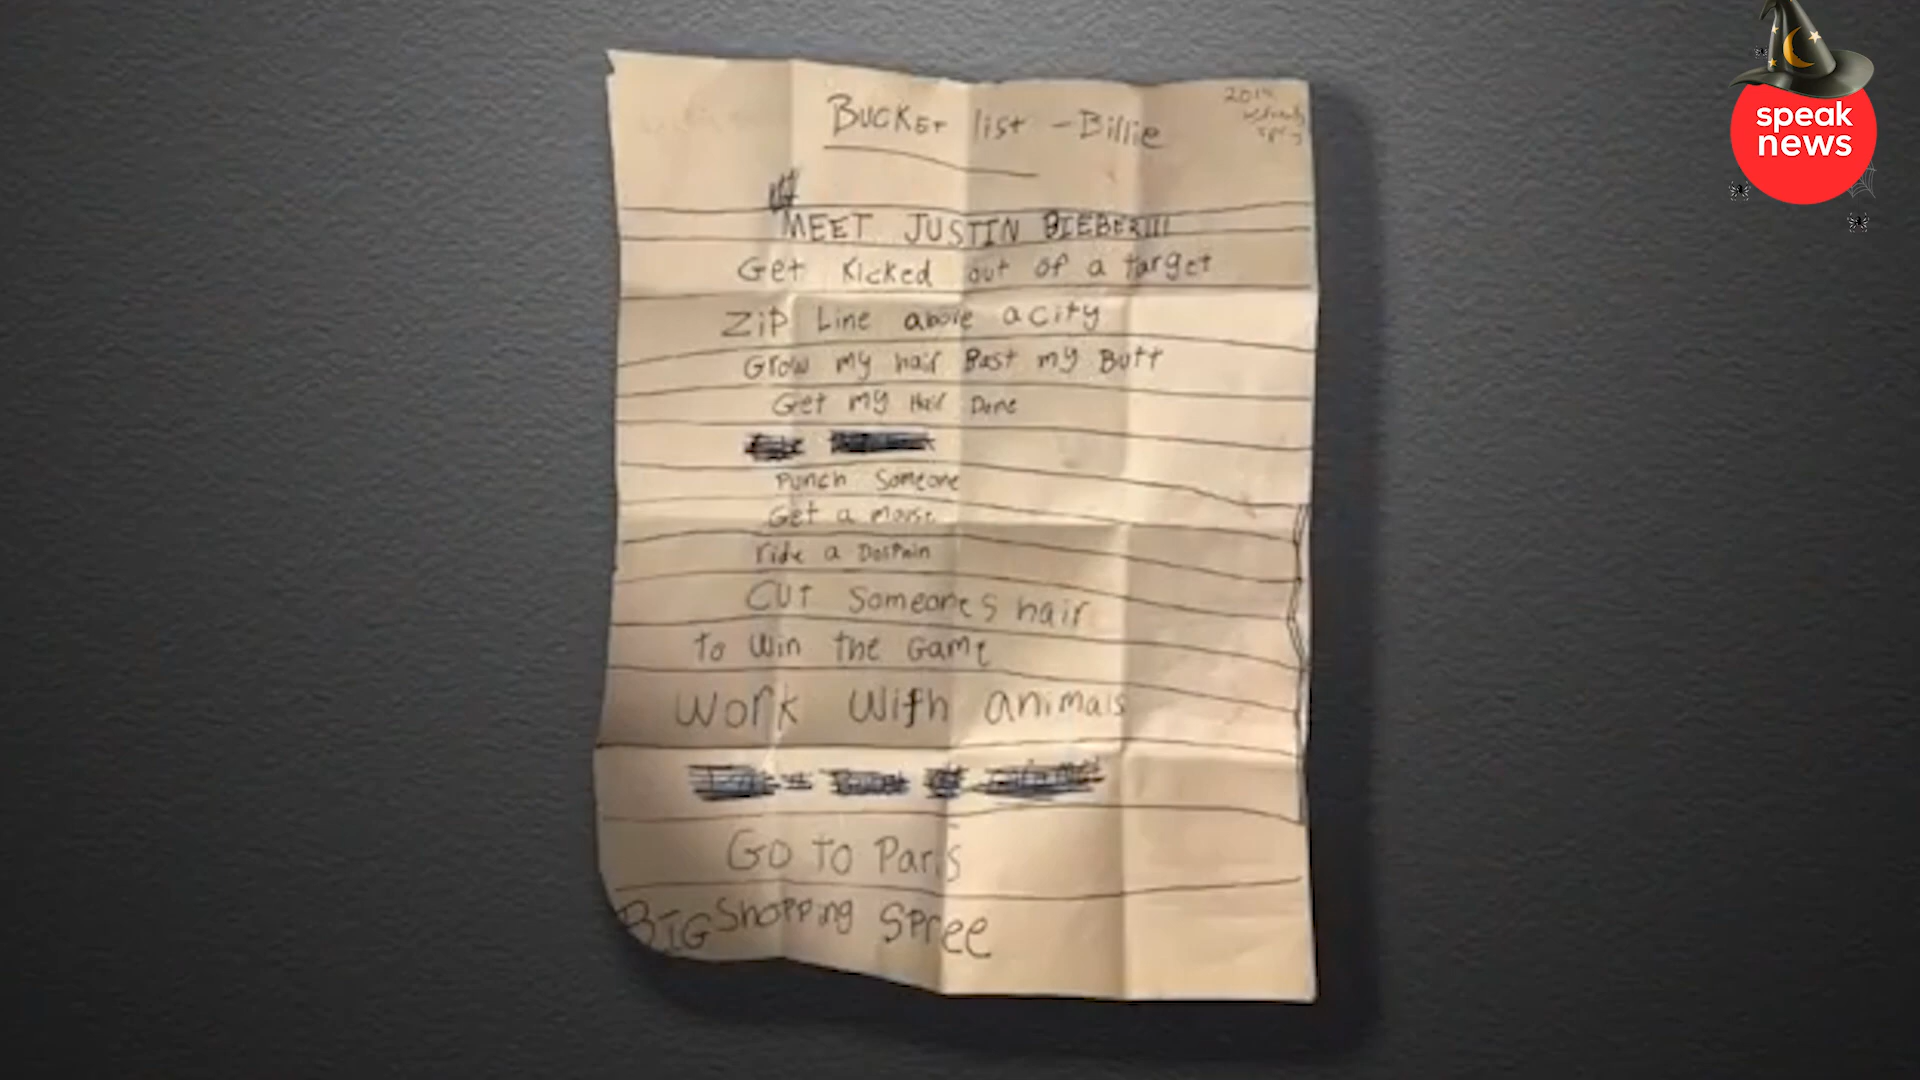 Bucket list - Billie
MEET JUSTIN BIEBER!!!
Get Kicked out of a target
Zip Line above a city
Grow my hair Past my Butt
Get my Hair Done
Punch Someone
Get a mouse
ride a Dolphin
CUT Someones hair
To Win the Game
Work With animals
Go to Paris
BIG Shopping Spree
speak
news